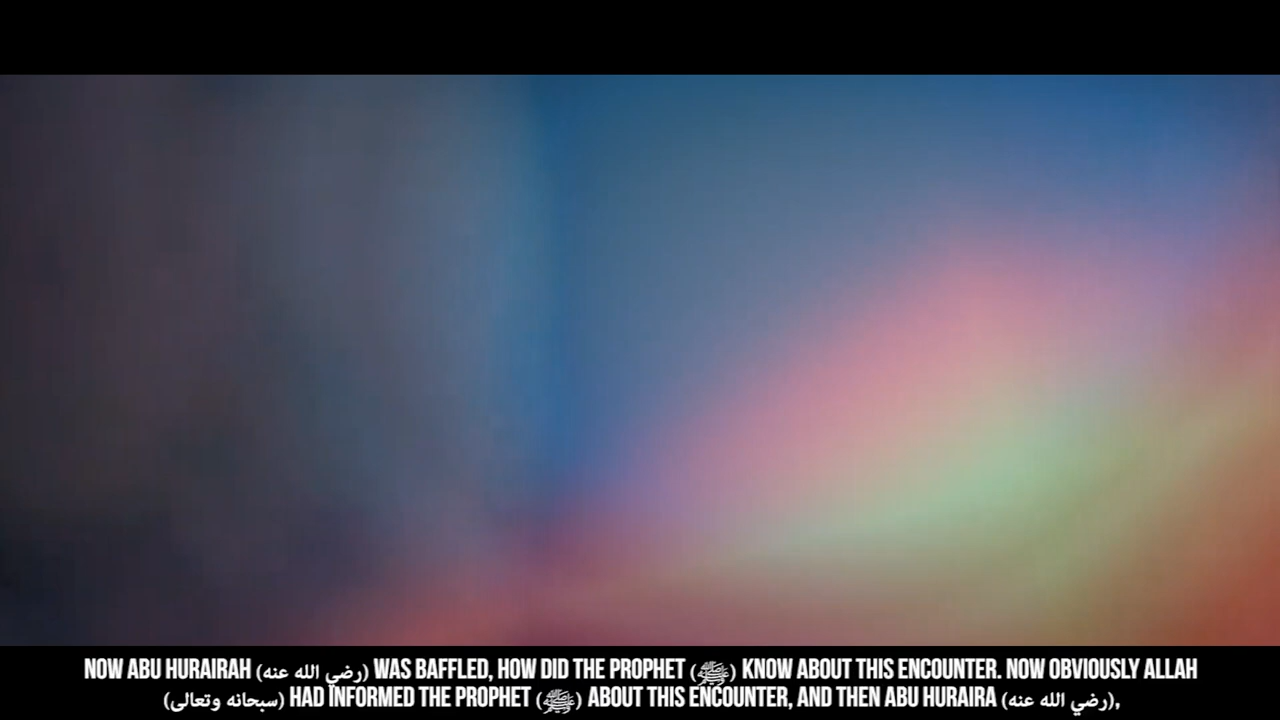 NOW ABU HURAIRAH (رضي الله عنه) WAS BAFFLED, HOW DID THE PROPHET (ﷺ) KNOW ABOUT THIS ENCOUNTER. NOW OBVIOUSLY ALLAH
(سبحانه وتعالى) HAD INFORMED THE PROPHET (ﷺ) ABOUT THIS ENCOUNTER, AND THEN ABU HURAIRA (رضي الله عنه),